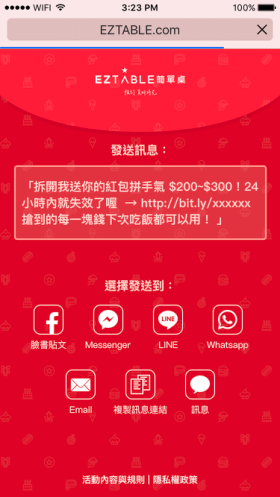 WIFI 3:23 PM 100%
EZTABLE.com
EZTABLE簡單桌
發送訊息：
「拆開我送你的紅包拼手氣 $200~$300！24
小時內就失效了喔 → http://bit.ly/xxxxxx
搶到的每一塊錢下次吃飯都可以用！」
選擇發送到：
臉書貼文 Messenger LINE Whatsapp
Email 複製訊息連結 訊息
活動內容與規則 | 隱私權政策